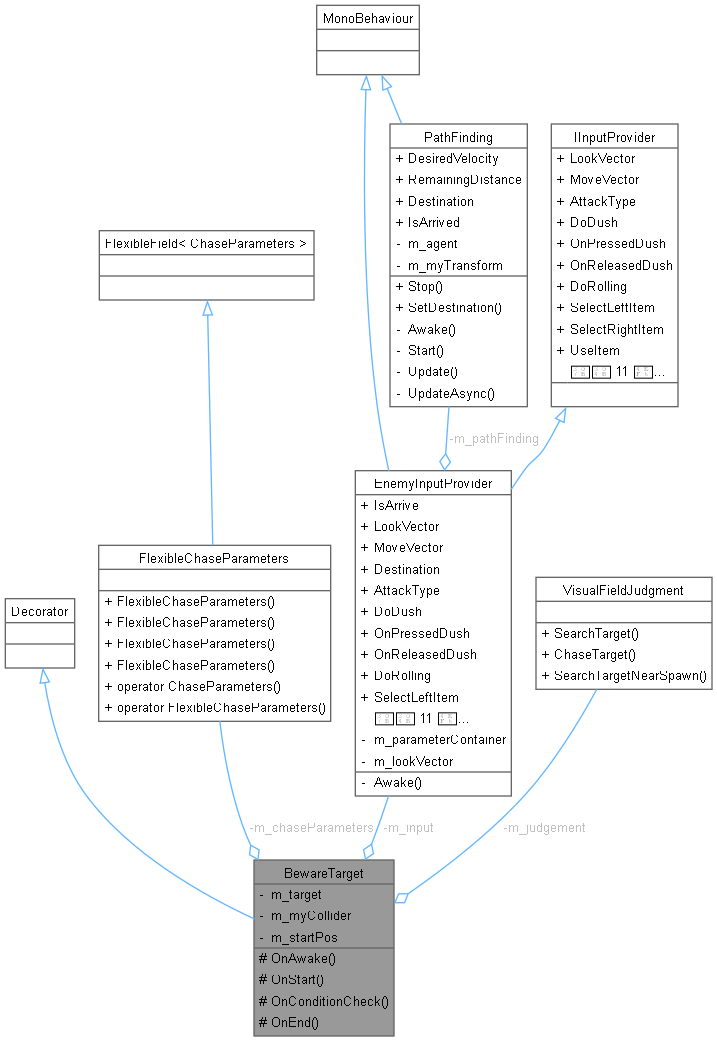 MonoBehaviour
PathFinding
+ DesiredVelocity
+ RemainingDistance
+ Destination
+ IsArrived
- m_agent
- m_myTransform
+ Stop()
+ SetDestination()
- Awake()
- Start()
- Update()
- UpdateAsync()
IInputProvider
+ LookVector
+ MoveVector
+ AttackType
+ DoDush
+ OnPressedDush
+ OnReleasedDush
+ DoRolling
+ SelectLeftItem
+ SelectRightItem
+ UseItem
11 ...
FlexibleField< ChaseParameters >
-m_pathFinding
EnemyInputProvider
+ IsArrive
+ LookVector
+ MoveVector
+ Destination
+ AttackType
+ DoDush
+ OnPressedDush
+ OnReleasedDush
+ DoRolling
+ SelectLeftItem
11 ...
- m_parameterContainer
- m_lookVector
- Awake()
FlexibleChaseParameters
+ FlexibleChaseParameters()
+ FlexibleChaseParameters()
+ FlexibleChaseParameters()
+ FlexibleChaseParameters()
+ operator ChaseParameters()
+ operator FlexibleChaseParameters()
VisualFieldJudgment
+ SearchTarget()
+ ChaseTarget()
+ SearchTargetNearSpawn()
Decorator
-m_chaseParameters
-m_input
-m_judgement
BewareTarget
- m_target
- m_myCollider
- m_startPos
# OnAwake()
# OnStart()
# OnConditionCheck()
# OnEnd()